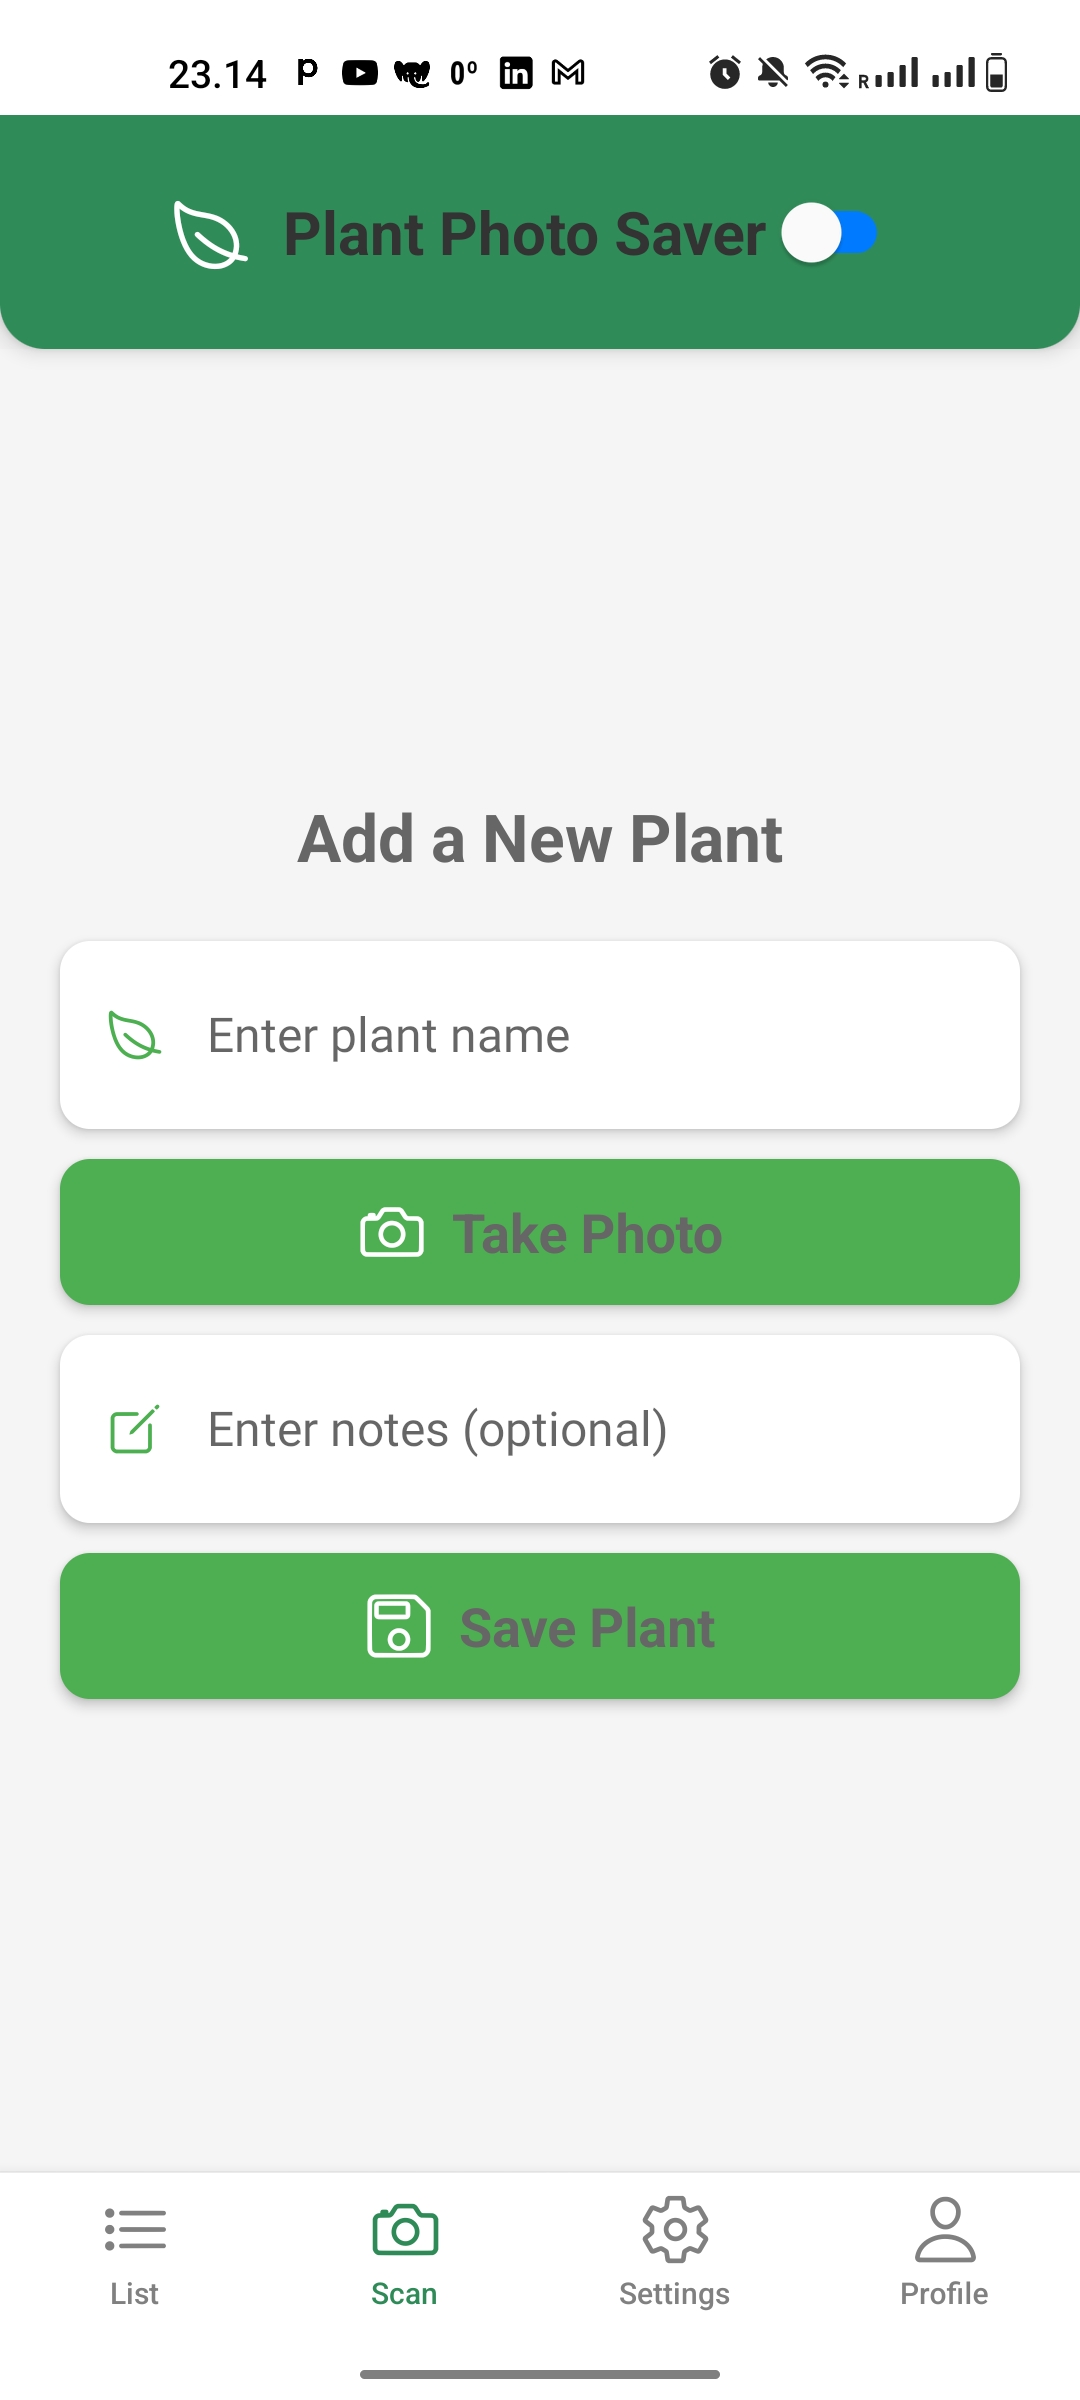 23.14 0°
R
Plant Photo Saver
Add a New Plant
Enter plant name
Take Photo
Enter notes (optional)
Save Plant
List Scan Settings Profile